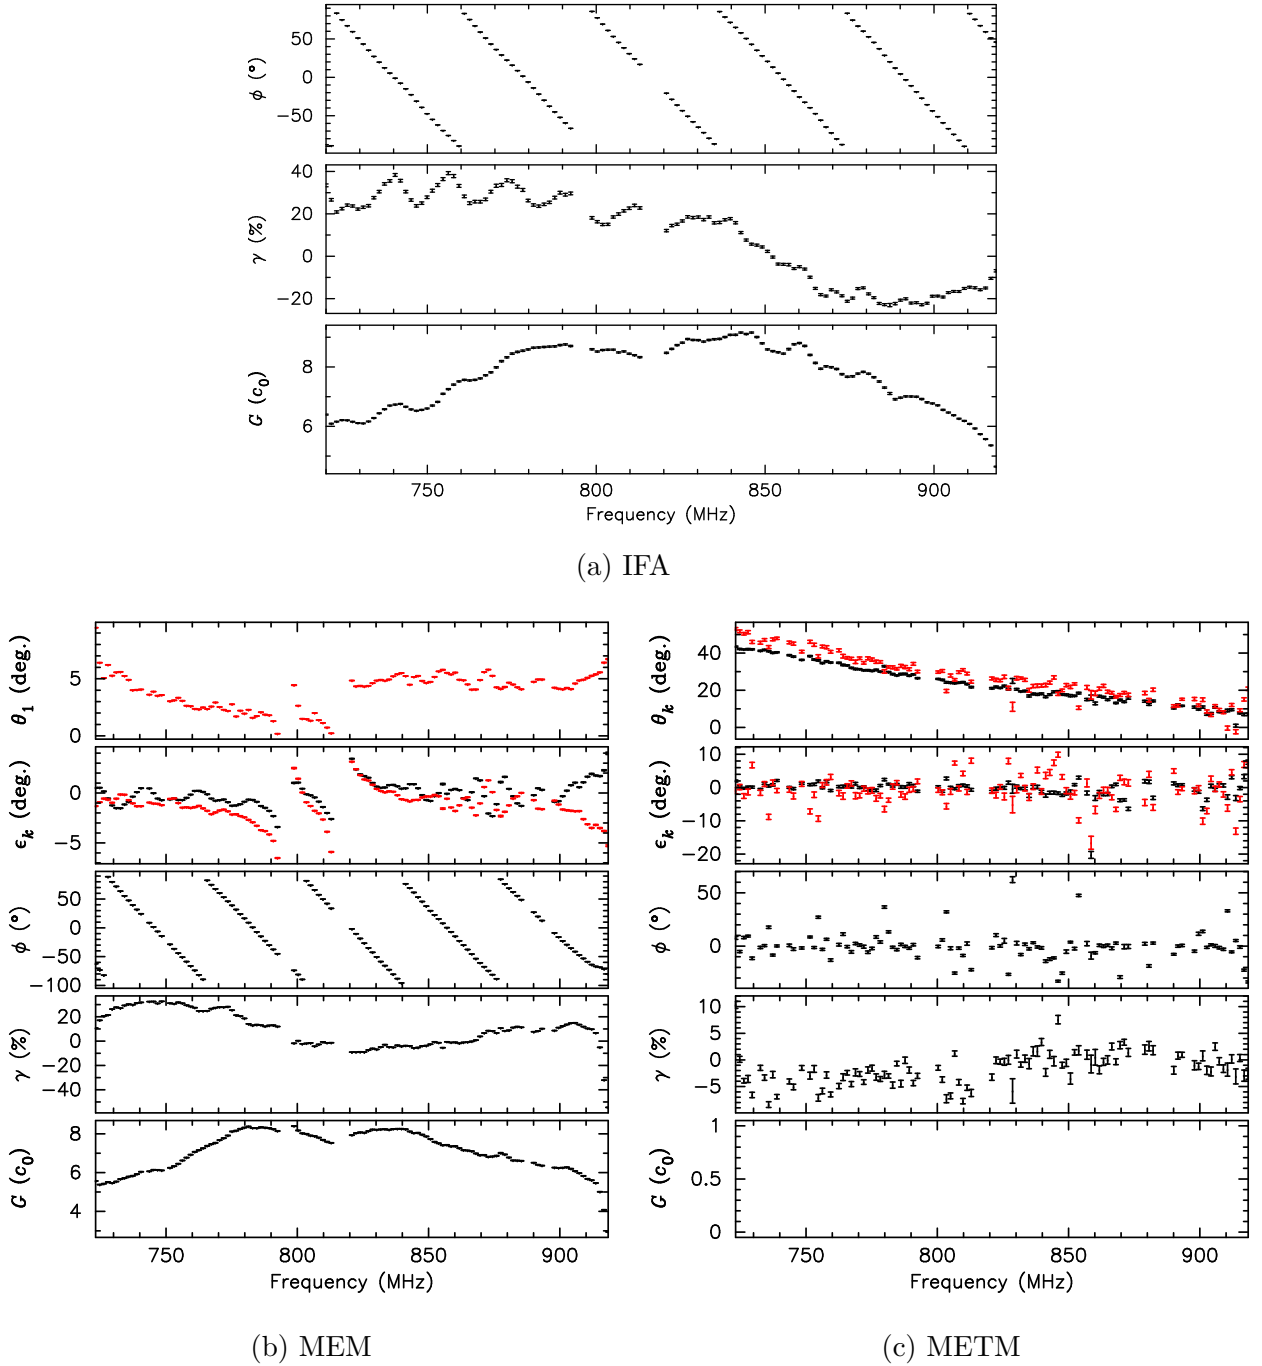 50
0
−50
ϕ (°)
40
20
0
−20
γ (%)
8
6
G (c₀)
750 800 850 900
Frequency (MHz)
(a) IFA
5
0
θ₁ (deg.)
0
−5
ϵₖ (deg.)
50
0
−50
−100
ϕ (°)
20
0
−20
−40
γ (%)
8
6
4
G (c₀)
750 800 850 900
Frequency (MHz)
(b) MEM
40
20
0
θₖ (deg.)
10
0
−10
−20
ϵₖ (deg.)
50
0
ϕ (°)
10
5
0
−5
γ (%)
1
0.5
0
G (c₀)
750 800 850 900
Frequency (MHz)
(c) METM